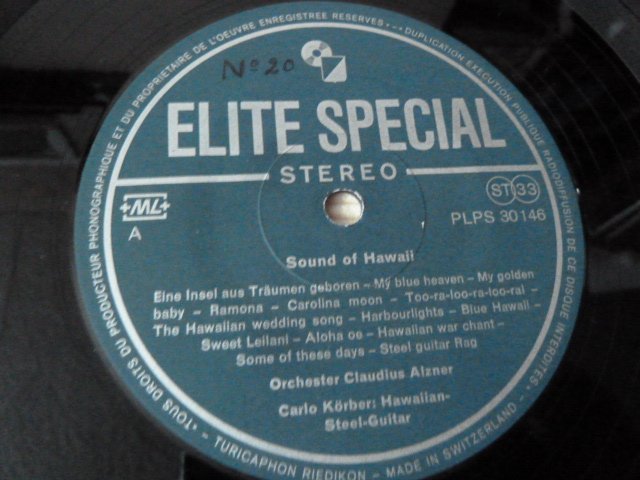 "TOUS DROITS DU PRODUCTEUR PHONOGRAPHIQUE ET DU PROPRIETAIRE DE L'OEUVRE ENREGISTREE RESERVES • DUPLICATION EXECUTION PUBLIQUE RADIODIFFUSION DE CE DISQUE INTERDITES"
Nº 20
ELITE SPECIAL
STEREO
ML
ST 33
A
PLPS 30146
Sound of Hawaii
Eine Insel aus Träumen geboren – My blue heaven – My golden
baby – Ramona – Carolina moon – Too-ra-loo-ra-loo-ral –
The Hawaiian wedding song – Harbourlights – Blue Hawaii –
Sweet Leilani – Aloha oe – Hawaiian war chant –
Some of these days – Steel guitar Rag
Orchester Claudius Alzner
Carlo Körber: Hawaiian-
Steel-Guitar
TURICAPHON RIEDIKON – MADE IN SWITZERLAND –